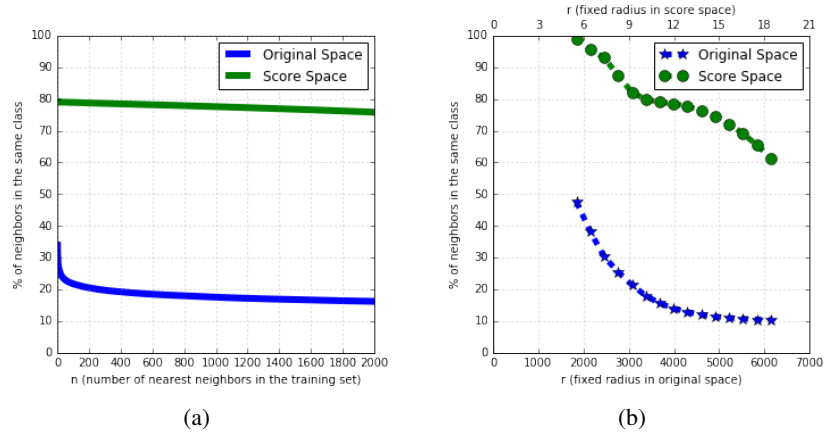 100
90
80
70
60
50
40
30
20
10
0
% of neighbors in the same class
Original Space
Score Space
0 200 400 600 800 1000 1200 1400 1600 1800 2000
n (number of nearest neighbors in the training set)
(a)
r (fixed radius in score space)
0 3 6 9 12 15 18 21
100
90
80
70
60
50
40
30
20
10
0
% of neighbors in the same class
Original Space
Score Space
0 1000 2000 3000 4000 5000 6000 7000
r (fixed radius in original space)
(b)